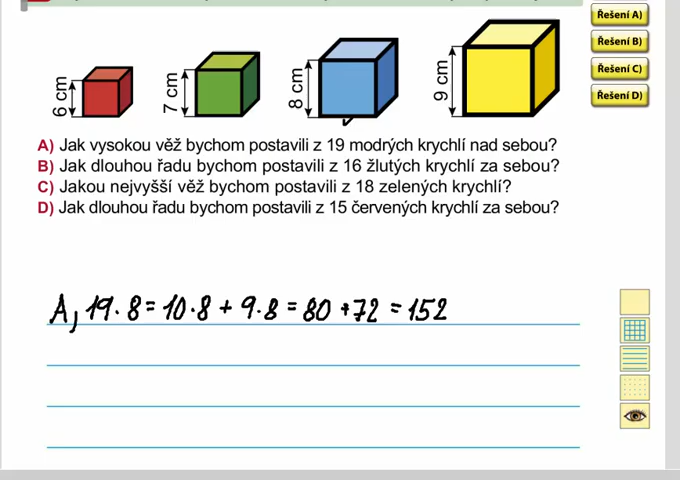 Řešení A)
Řešení B)
Řešení C)
Řešení D)
6 cm
7 cm
8 cm
9 cm
A) Jak vysokou věž bychom postavili z 19 modrých krychlí nad sebou?
B) Jak dlouhou řadu bychom postavili z 16 žlutých krychlí za sebou?
C) Jakou nejvyšší věž bychom postavili z 18 zelených krychlí?
D) Jak dlouhou řadu bychom postavili z 15 červených krychlí za sebou?
A, 19 · 8 = 10 · 8 + 9 · 8 = 80 + 72 = 152